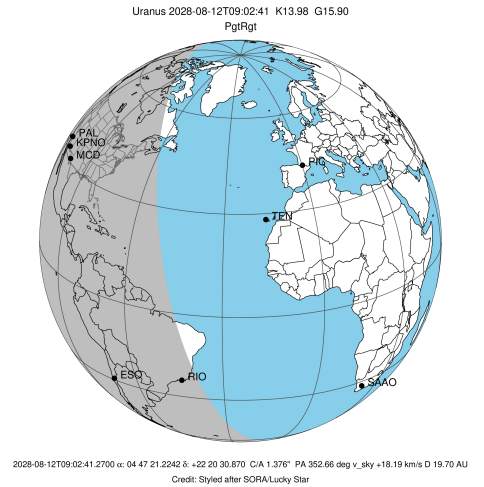 Uranus 2028-08-12T09:02:41 K13.98 G15.90
PgtRgt
PAL
KPNO
MCD
PIC
TEN
ESO
RIO
SAAO
2028-08-12T09:02:41.2700 α: 04 47 21.2242 δ: +22 20 30.870 C/A 1.376" PA 352.66 deg v_sky +18.19 km/s D 19.70 AU
Credit: Styled after SORA/Lucky Star